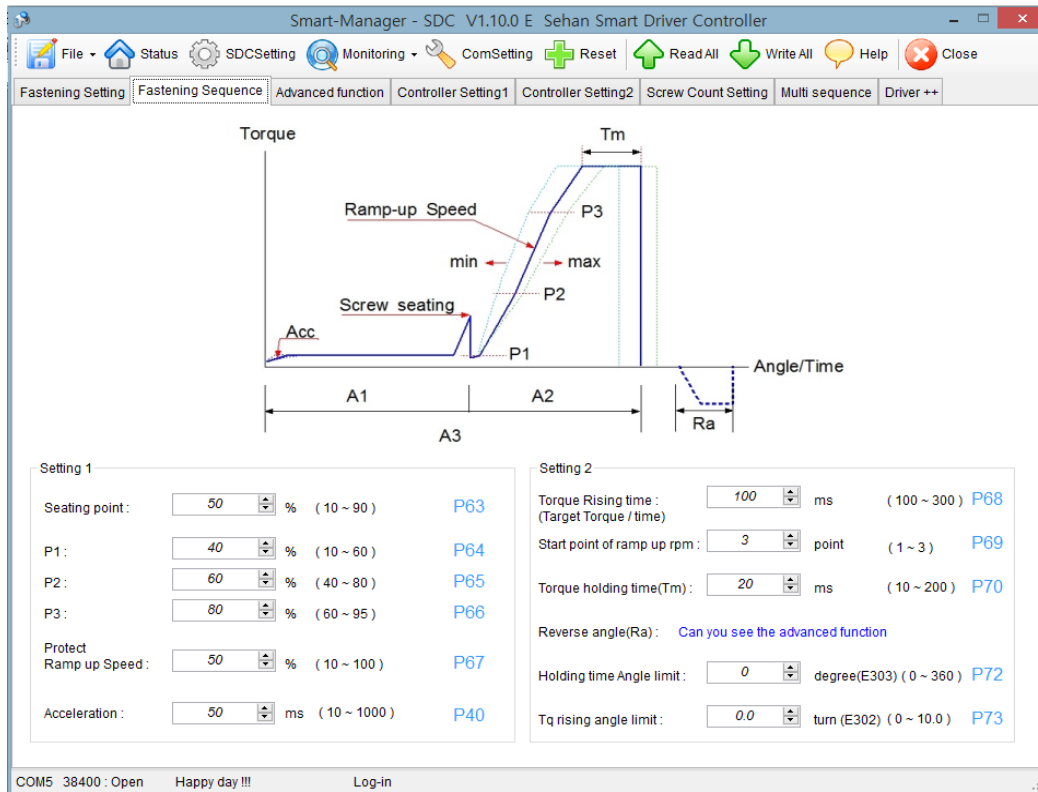 Smart-Manager - SDC V1.10.0 E Sehan Smart Driver Controller
File Status SDCSetting Monitoring ComSetting Reset Read All Write All Help Close
Fastening Setting Fastening Sequence Advanced function Controller Setting1 Controller Setting2 Screw Count Setting Multi sequence Driver ++
Torque
Tm
Ramp-up Speed
P3
min max
P2
Screw seating
Acc
P1
Angle/Time
A1 A2
Ra
A3
Setting 1
Seating point : 50 % ( 10 ~ 90 ) P63
P1 : 40 % ( 10 ~ 60 ) P64
P2 : 60 % ( 40 ~ 80 ) P65
P3 : 80 % ( 60 ~ 95 ) P66
Protect
Ramp up Speed : 50 % ( 10 ~ 100 ) P67
Acceleration : 50 ms ( 10 ~ 1000 ) P40
Setting 2
Torque Rising time : 100 ms ( 100 ~ 300 ) P68
(Target Torque / time)
Start point of ramp up rpm : 3 point ( 1 ~ 3 ) P69
Torque holding time(Tm) : 20 ms ( 10 ~ 200 ) P70
Reverse angle(Ra) : Can you see the advanced function
Holding time Angle limit : 0 degree(E303) ( 0 ~ 360 ) P72
Tq rising angle limit : 0.0 turn (E302) ( 0 ~ 10.0 ) P73
COM5 38400 : Open Happy day !!! Log-in